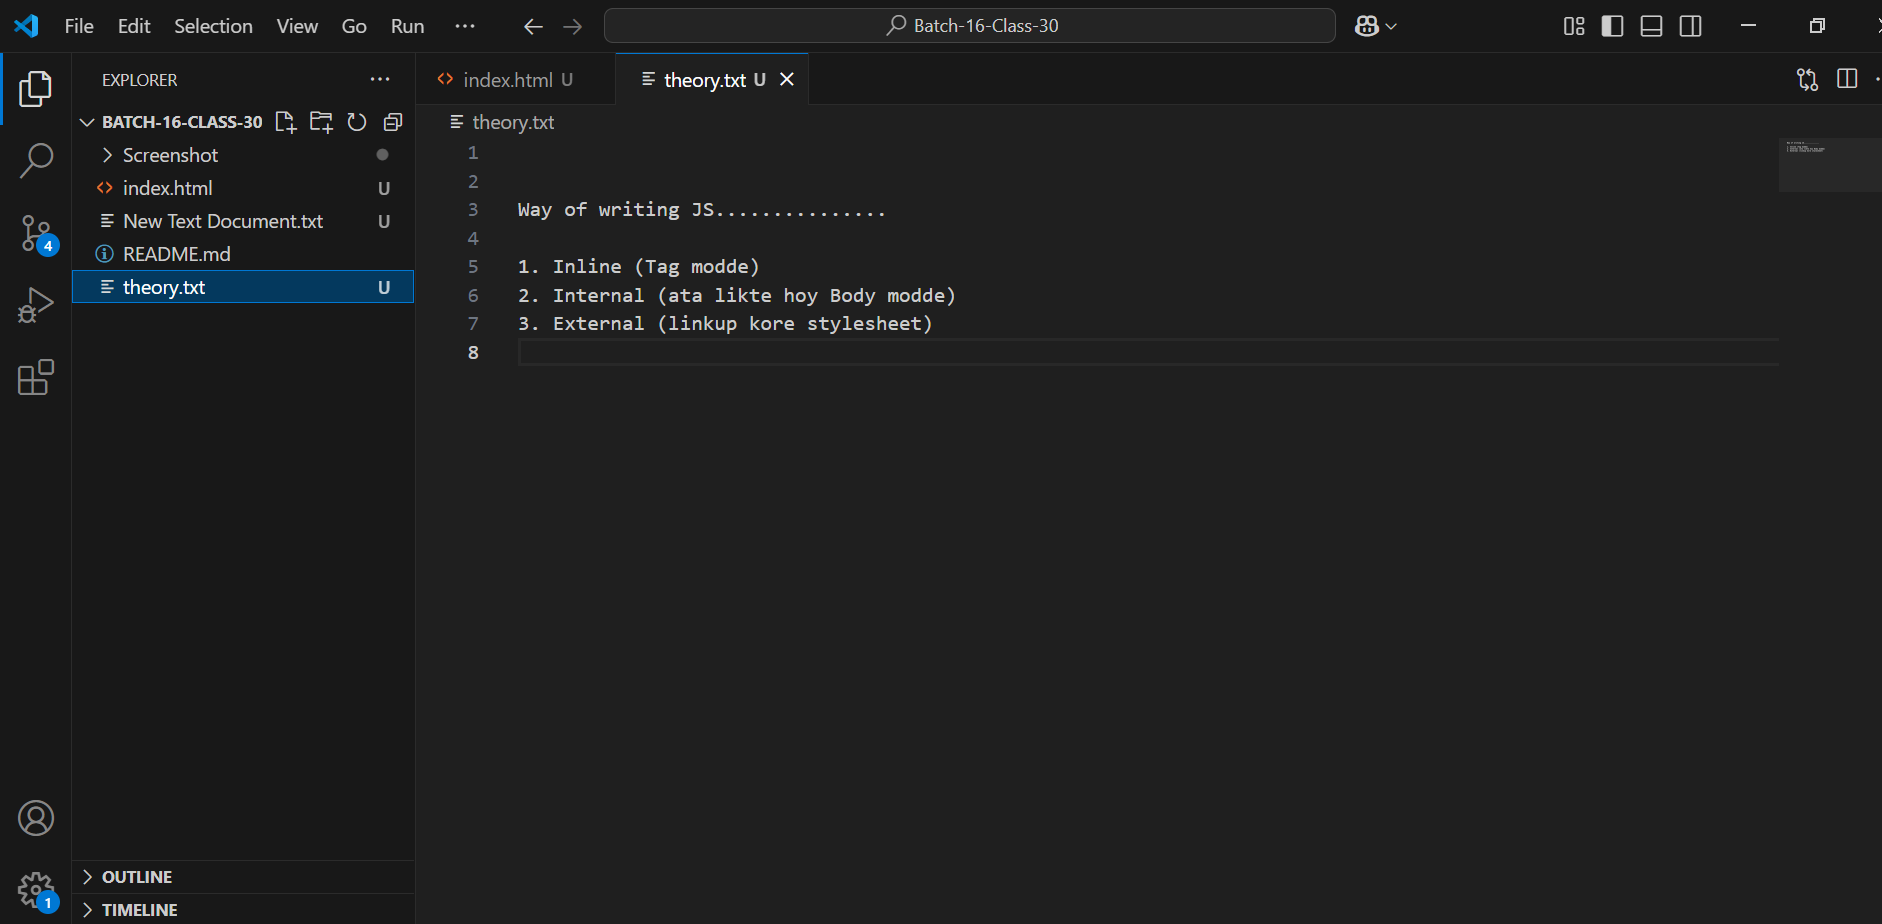 File Edit Selection View Go Run ... Batch-16-Class-30
EXPLORER ...
BATCH-16-CLASS-30
Screenshot
index.html U
New Text Document.txt U
README.md
theory.txt U
4
OUTLINE
TIMELINE
1
index.html U theory.txt U
theory.txt
1
2
3 Way of writing JS...............
4
5 1. Inline (Tag modde)
6 2. Internal (ata likte hoy Body modde)
7 3. External (linkup kore stylesheet)
8